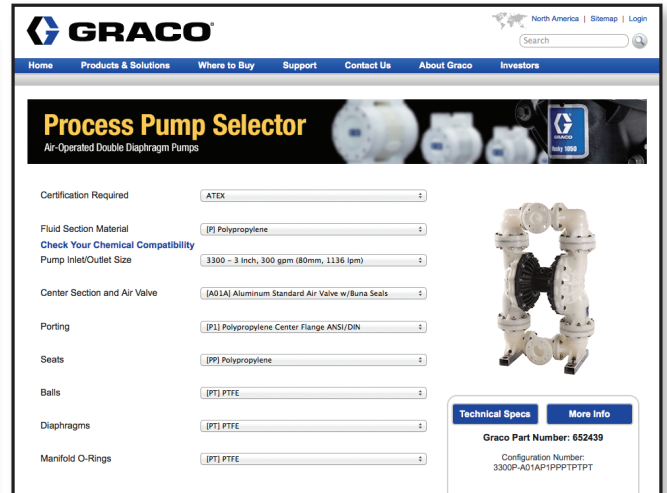 North America | Sitemap | Login
GRACO
Search
Home Products & Solutions Where to Buy Support Contact Us About Graco Investors
Process Pump Selector
Air-Operated Double Diaphragm Pumps
Husky 1050
Certification Required ATEX
Fluid Section Material [P] Polypropylene
Check Your Chemical Compatibility
Pump Inlet/Outlet Size 3300 – 3 Inch, 300 gpm (80mm, 1136 lpm)
Center Section and Air Valve [A01A] Aluminum Standard Air Valve w/Buna Seals
Porting [P1] Polypropylene Center Flange ANSI/DIN
Seats [PP] Polypropylene
Balls [PT] PTFE
Diaphragms [PT] PTFE
Manifold O-Rings [PT] PTFE
Technical Specs More Info
Graco Part Number: 652439
Configuration Number:
3300P-A01AP1PPPTPTPT